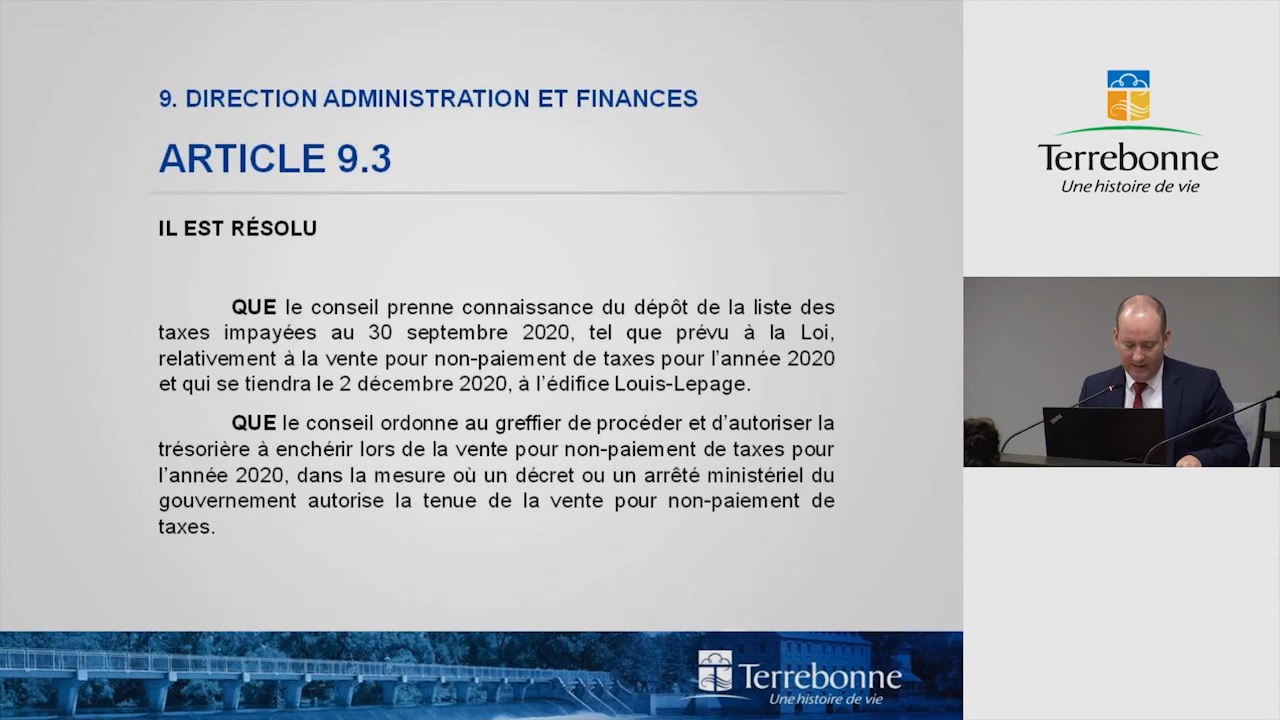 9. DIRECTION ADMINISTRATION ET FINANCES
ARTICLE 9.3
IL EST RÉSOLU
QUE le conseil prenne connaissance du dépôt de la liste des
taxes impayées au 30 septembre 2020, tel que prévu à la Loi,
relativement à la vente pour non-paiement de taxes pour l’année 2020
et qui se tiendra le 2 décembre 2020, à l’édifice Louis-Lepage.
QUE le conseil ordonne au greffier de procéder et d’autoriser la
trésorière à enchérir lors de la vente pour non-paiement de taxes pour
l’année 2020, dans la mesure où un décret ou un arrêté ministériel du
gouvernement autorise la tenue de la vente pour non-paiement de
taxes.
Terrebonne
Une histoire de vie
Terrebonne
Une histoire de vie